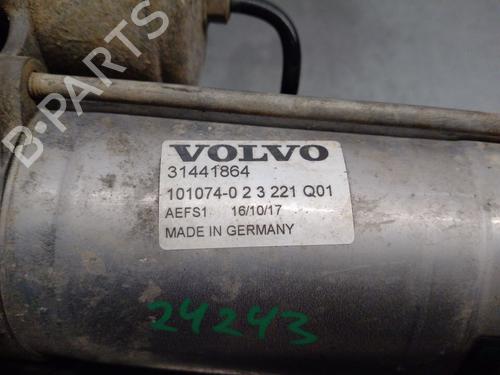 B-PARTS
VOLVO
31441864
101074-0 2 3 221 Q01
AEFS1 16/10/17
MADE IN GERMANY
24243